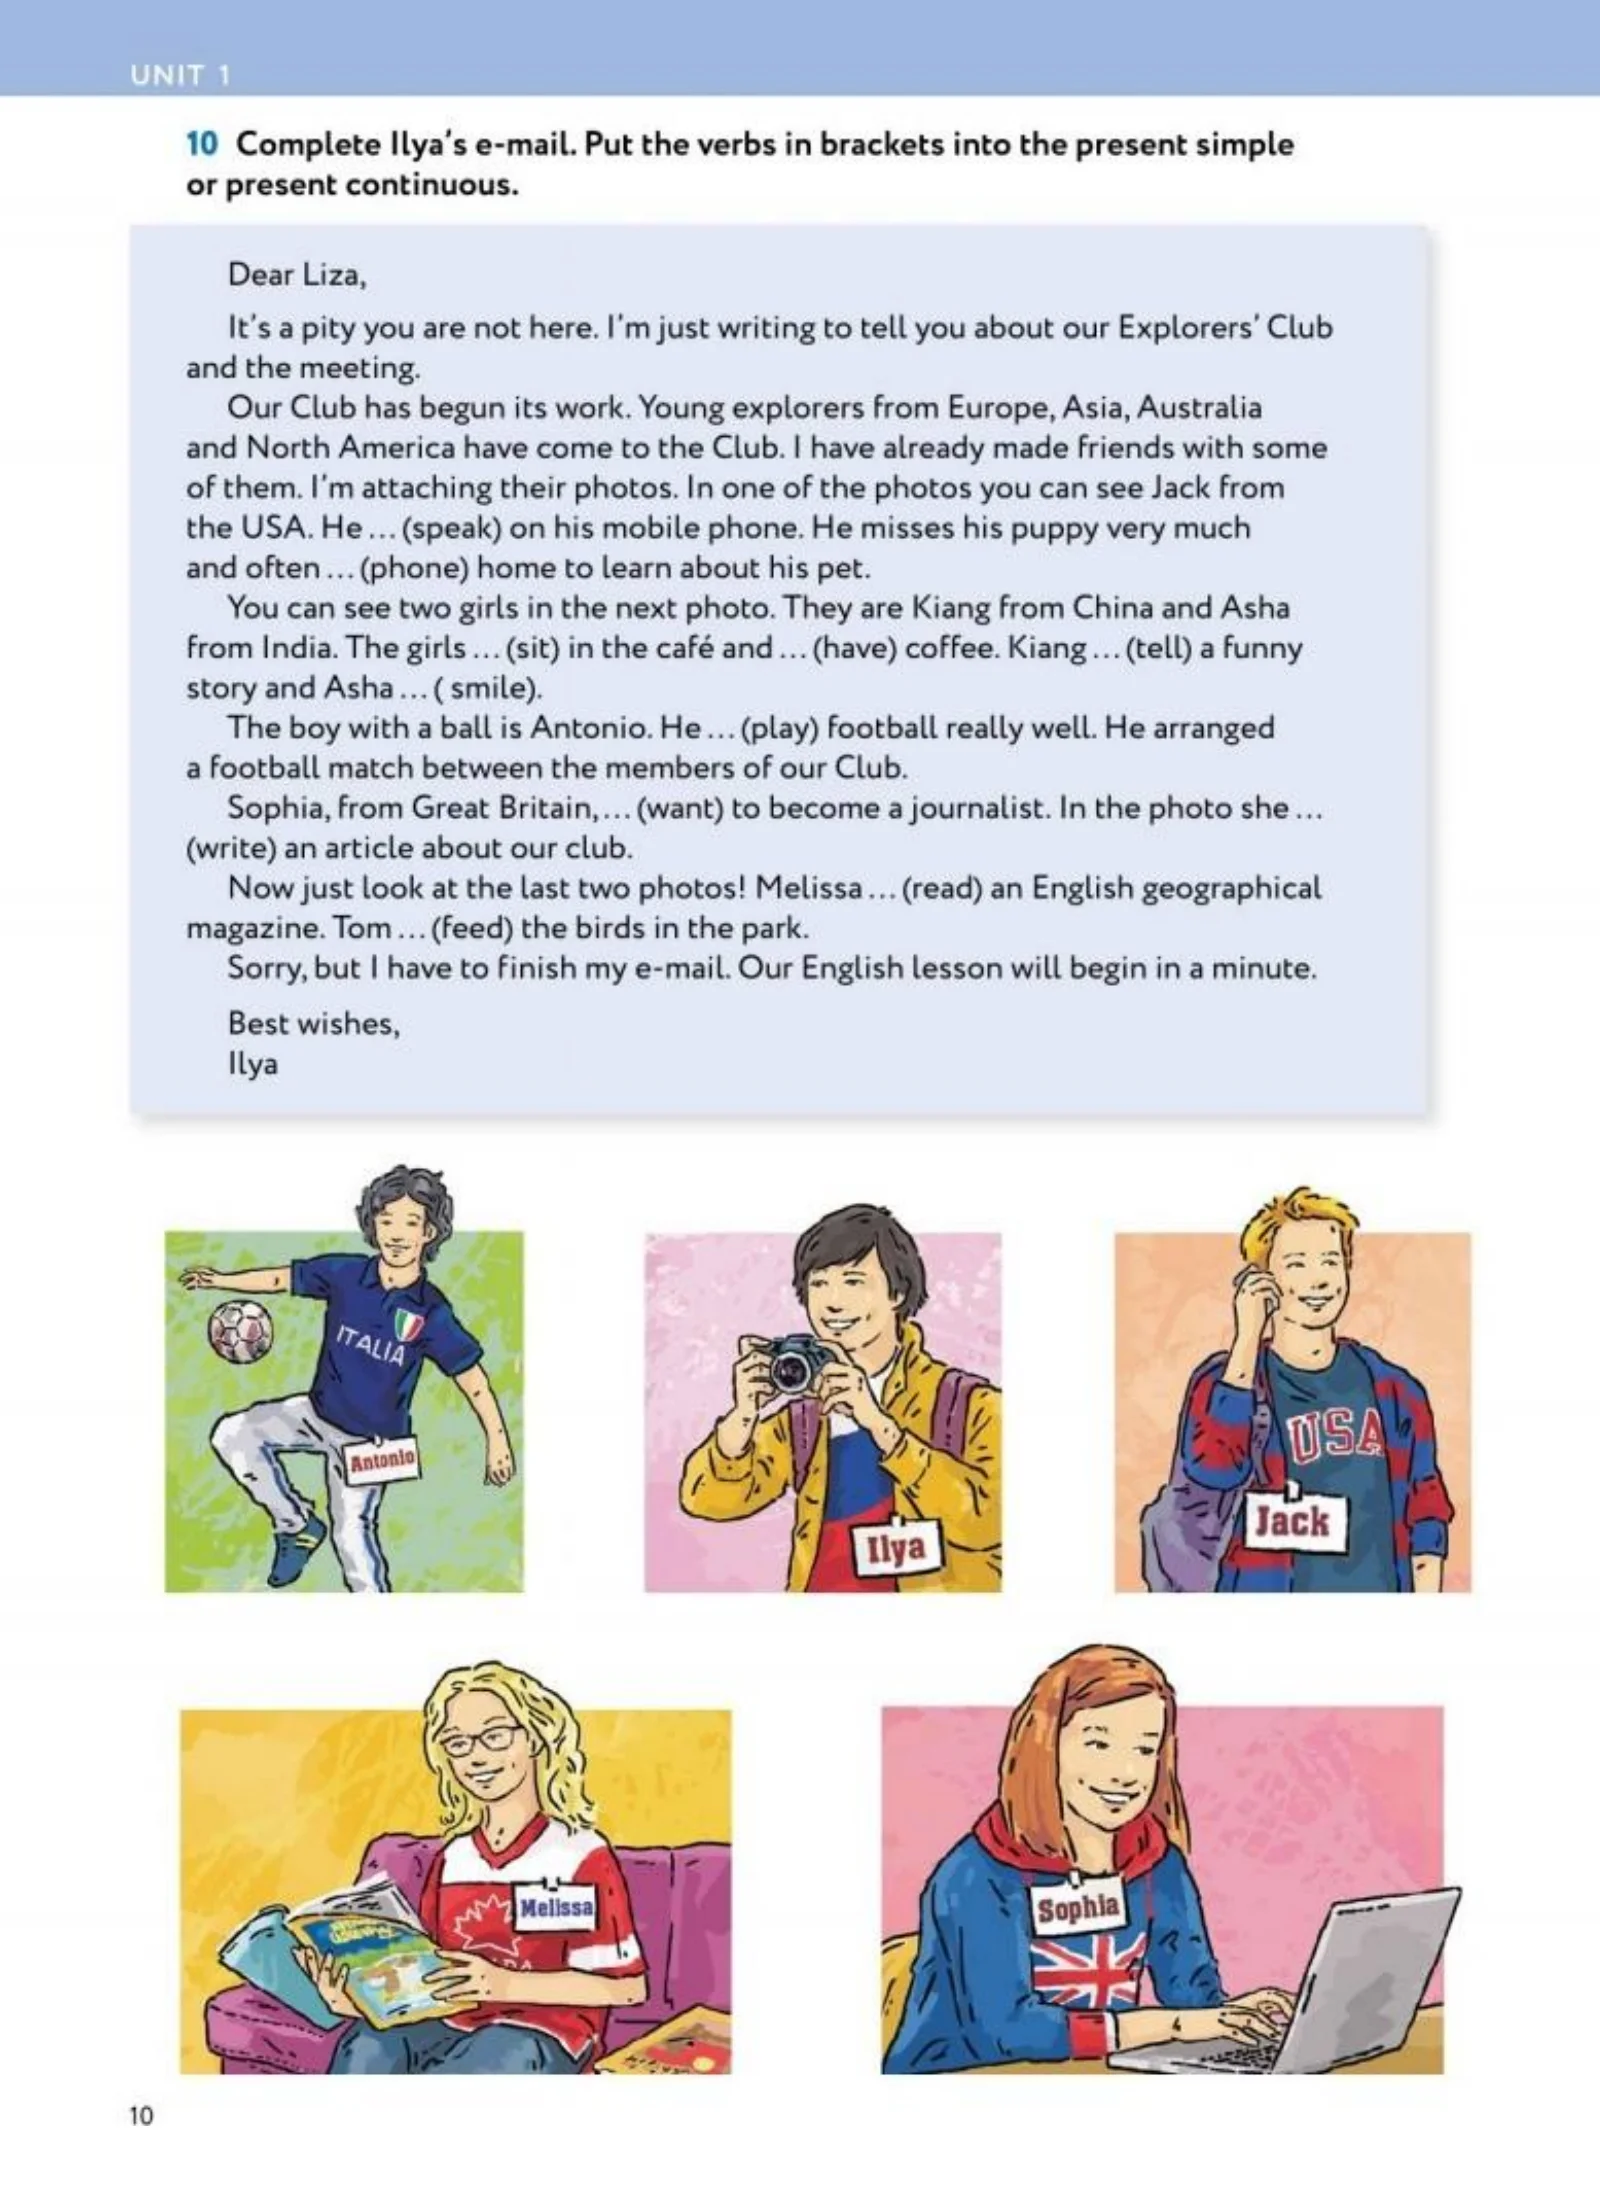 UNIT 1
10 Complete Ilya's e-mail. Put the verbs in brackets into the present simple
or present continuous.
Dear Liza,
It's a pity you are not here. I'm just writing to tell you about our Explorers' Club
and the meeting.
Our Club has begun its work. Young explorers from Europe, Asia, Australia
and North America have come to the Club. I have already made friends with some
of them. I'm attaching their photos. In one of the photos you can see Jack from
the USA. He ... (speak) on his mobile phone. He misses his puppy very much
and often ... (phone) home to learn about his pet.
You can see two girls in the next photo. They are Kiang from China and Asha
from India. The girls ... (sit) in the café and ... (have) coffee. Kiang ... (tell) a funny
story and Asha ... ( smile).
The boy with a ball is Antonio. He ... (play) football really well. He arranged
a football match between the members of our Club.
Sophia, from Great Britain, ... (want) to become a journalist. In the photo she ...
(write) an article about our club.
Now just look at the last two photos! Melissa ... (read) an English geographical
magazine. Tom ... (feed) the birds in the park.
Sorry, but I have to finish my e-mail. Our English lesson will begin in a minute.
Best wishes,
Ilya
ITALIA
Antonio
Ilya
USA
Jack
Melissa
Sophia
10